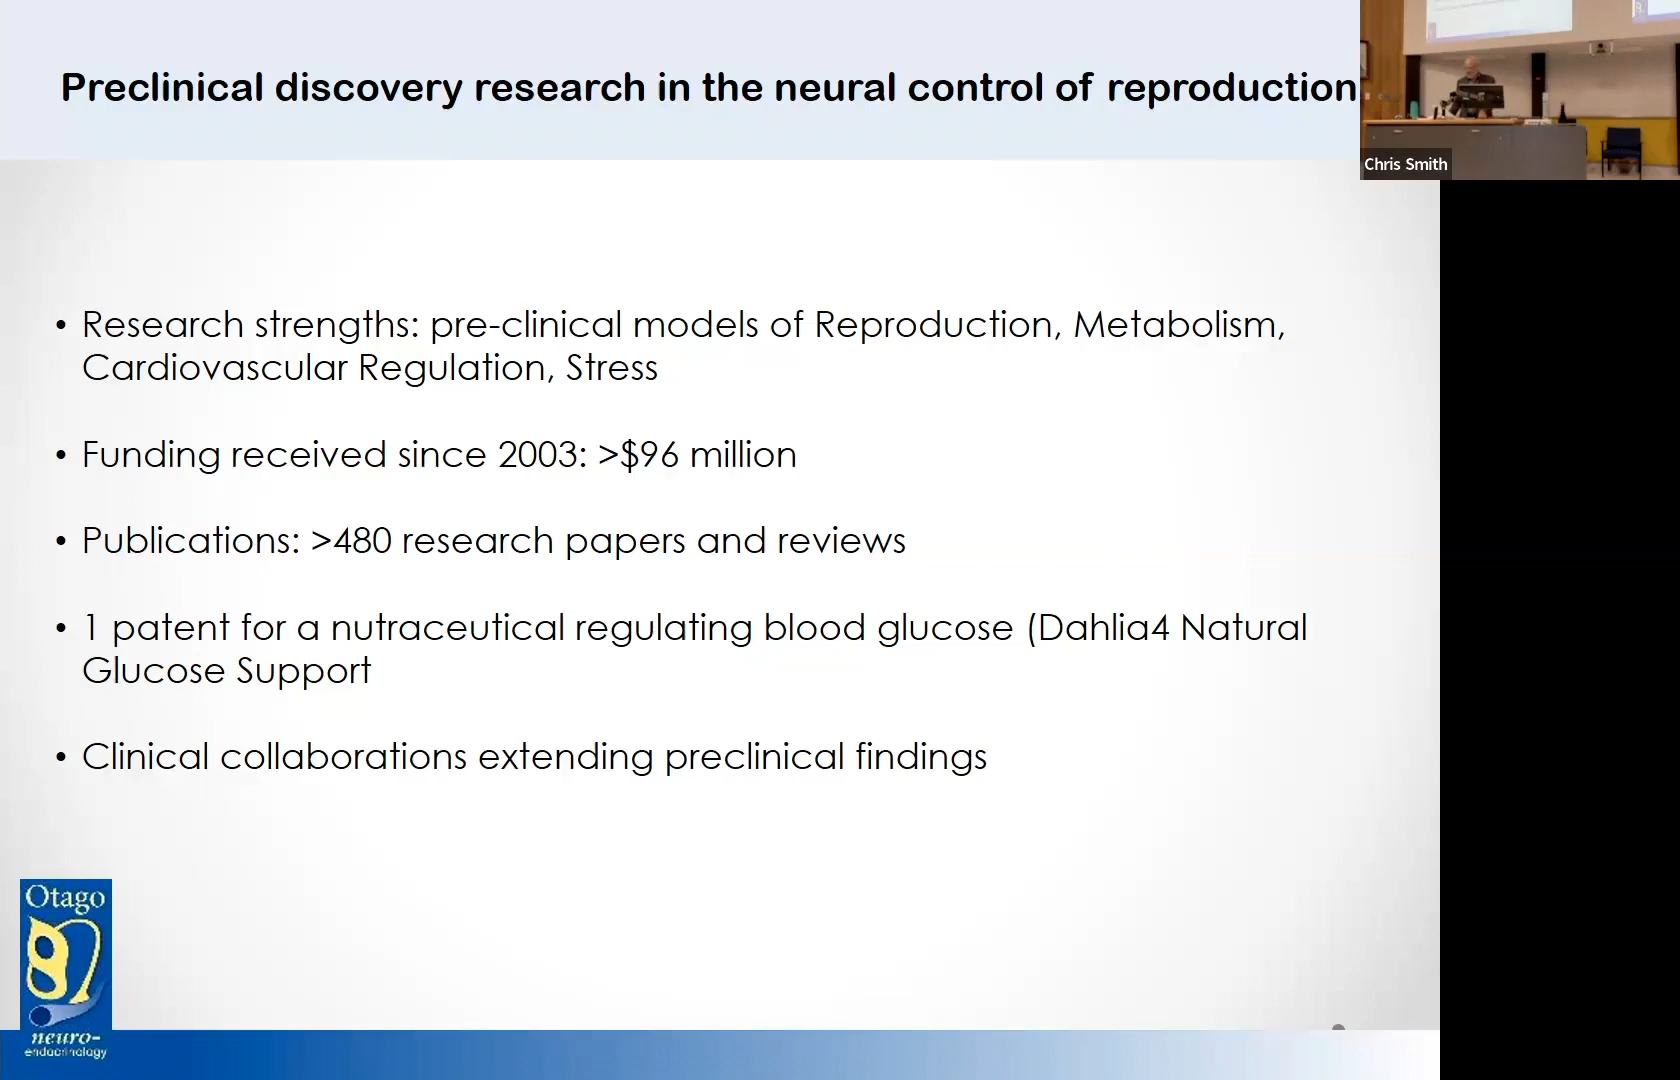 Preclinical discovery research in the neural control of reproduction
Chris Smith
• Research strengths: pre-clinical models of Reproduction, Metabolism,
Cardiovascular Regulation, Stress
• Funding received since 2003: >$96 million
• Publications: >480 research papers and reviews
• 1 patent for a nutraceutical regulating blood glucose (Dahlia4 Natural
Glucose Support
• Clinical collaborations extending preclinical findings
Otago
neuro-
endocrinology